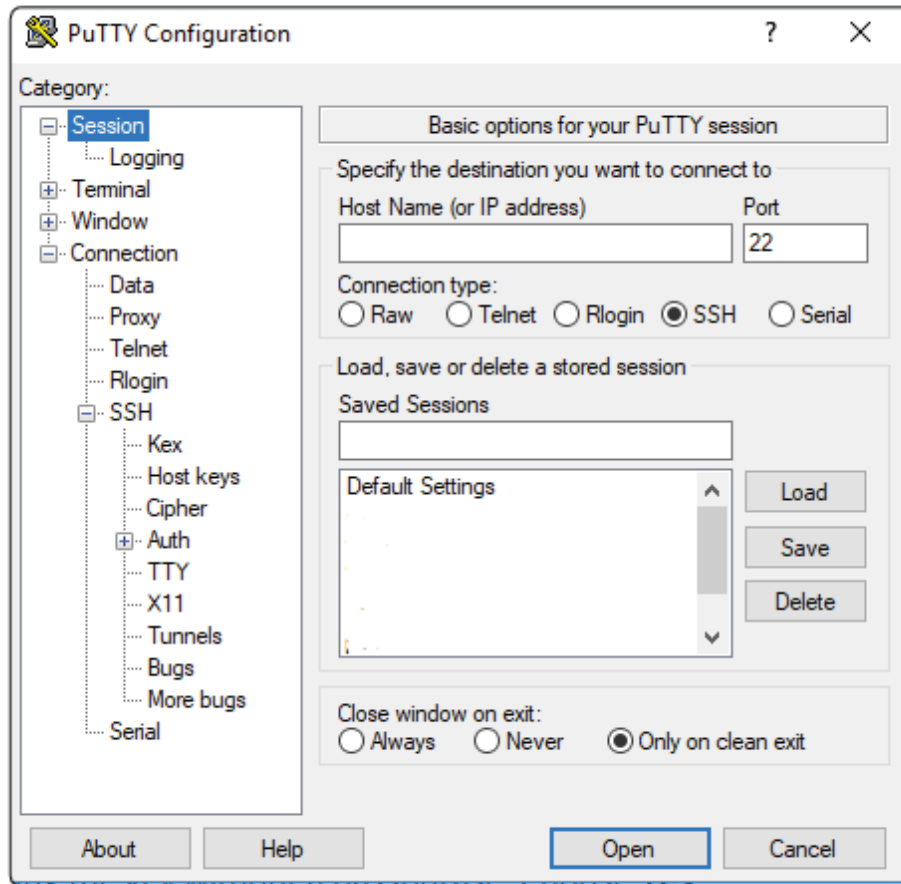 PuTTY Configuration
?
Category:
Session
Logging
Terminal
Window
Connection
Data
Proxy
Telnet
Rlogin
SSH
Kex
Host keys
Cipher
Auth
TTY
X11
Tunnels
Bugs
More bugs
Serial
Basic options for your PuTTY session
Specify the destination you want to connect to
Host Name (or IP address) Port
22
Connection type:
Raw Telnet Rlogin SSH Serial
Load, save or delete a stored session
Saved Sessions
Default Settings
Load
Save
Delete
Close window on exit:
Always Never Only on clean exit
About Help Open Cancel